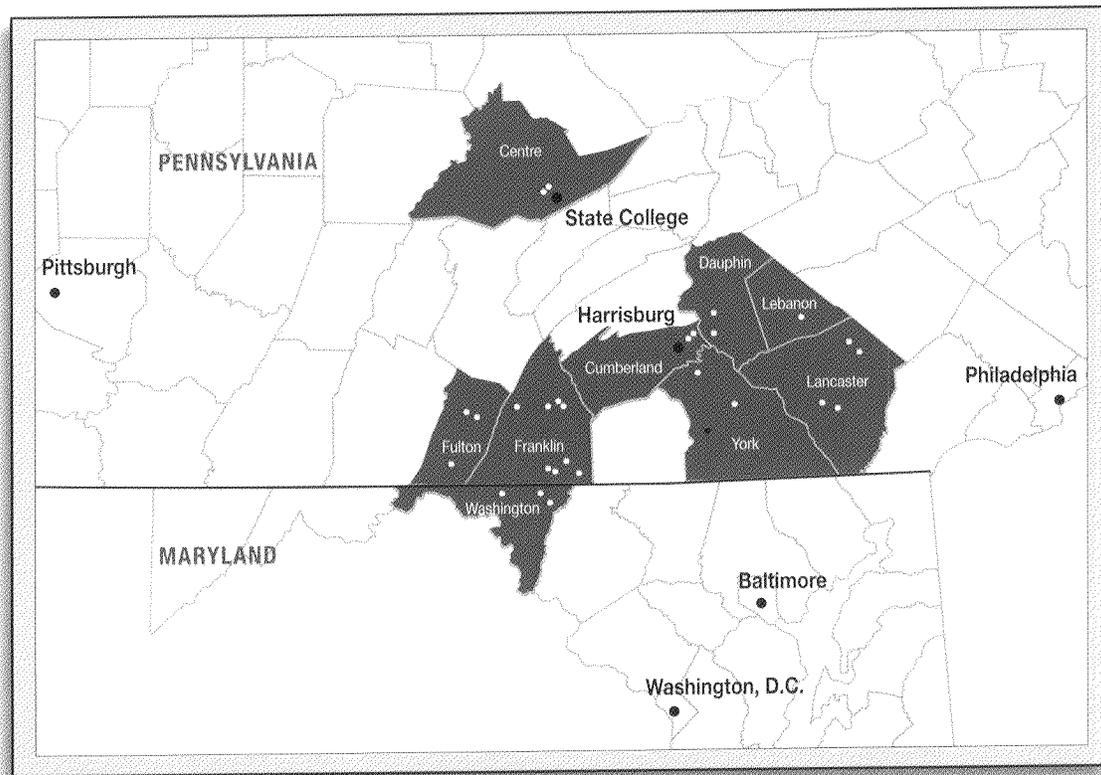 Centre
PENNSYLVANIA
State College
Pittsburgh
Dauphin
Lebanon
Harrisburg
Cumberland
Lancaster
Philadelphia
Fulton
Franklin
York
Washington
MARYLAND
Baltimore
Washington, D.C.